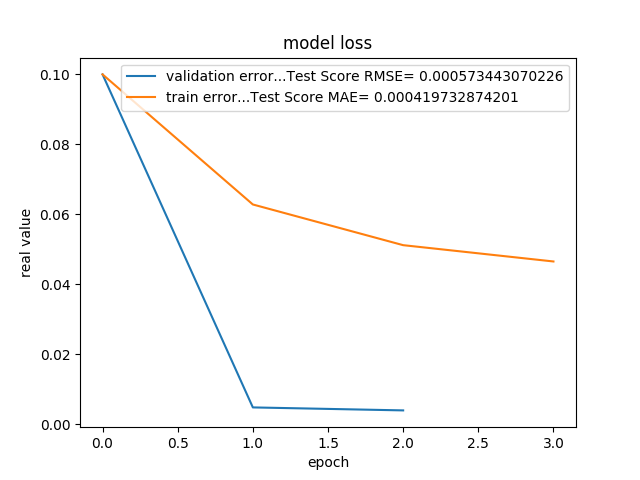 model loss
validation error...Test Score RMSE= 0.000573443070226
train error...Test Score MAE= 0.000419732874201
0.10
0.08
0.06
0.04
0.02
0.00
real value
0.0 0.5 1.0 1.5 2.0 2.5 3.0
epoch